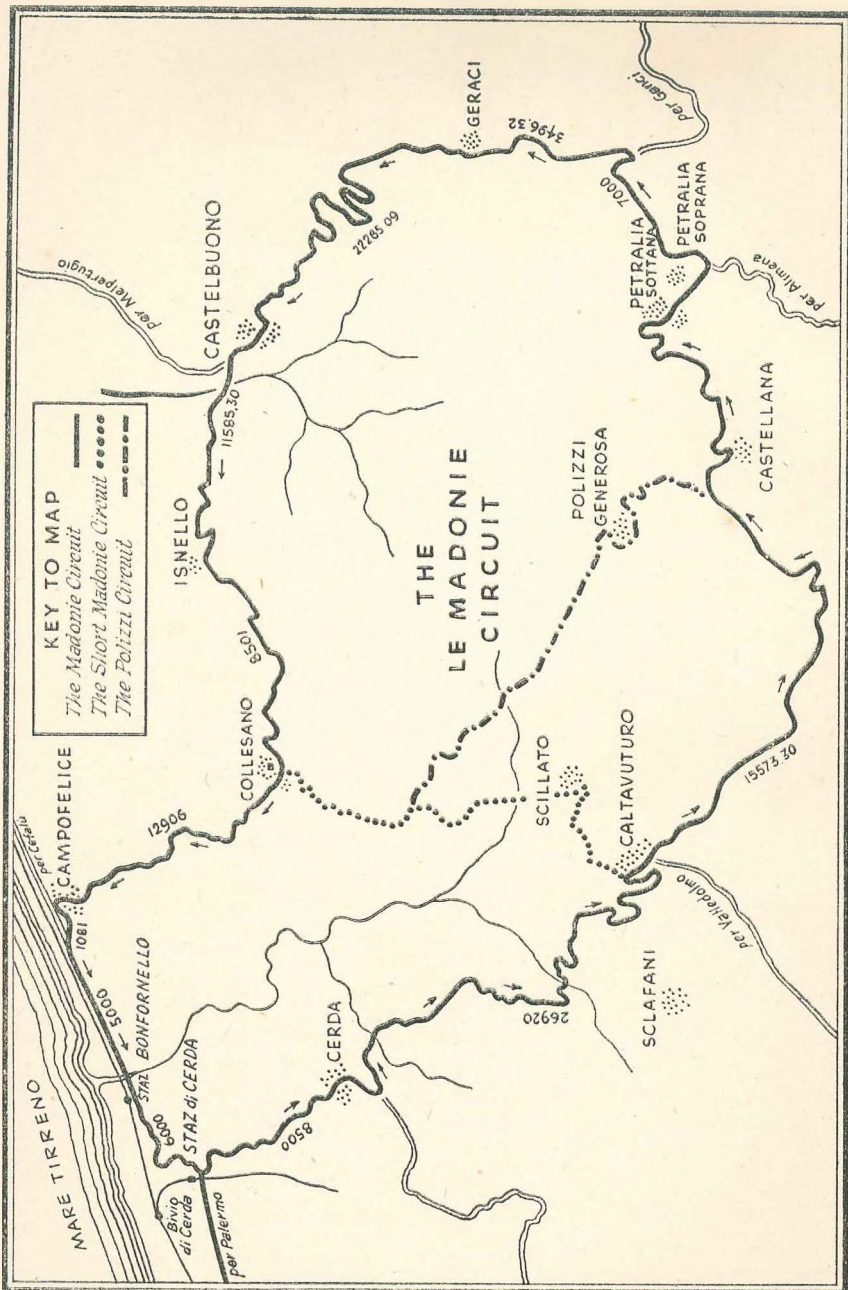 KEY TO MAP
The Madonie Circuit
The Short Madonie Circuit
The Polizzi Circuit
THE
LE MADONIE
CIRCUIT
MARE TIRRENO
per Cefalù
CAMPOFELICE
1081
5000
STAZ BONFORNELLO
6000
STAZ di CERDA
Bivio
di Cerda
per Palermo
8500
CERDA
26920
SCLAFANI
per Valledolmo
CALTAVUTURO
SCILLATO
15573.30
CASTELLANA
POLIZZI
GENEROSA
PETRALIA
SOTTANA
PETRALIA
SOPRANA
per Alimena
7000
per Ganci
3496.32
GERACI
22265 09
CASTELBUONO
per Melpertugio
11585,30
ISNELLO
8501
COLLESANO
12906